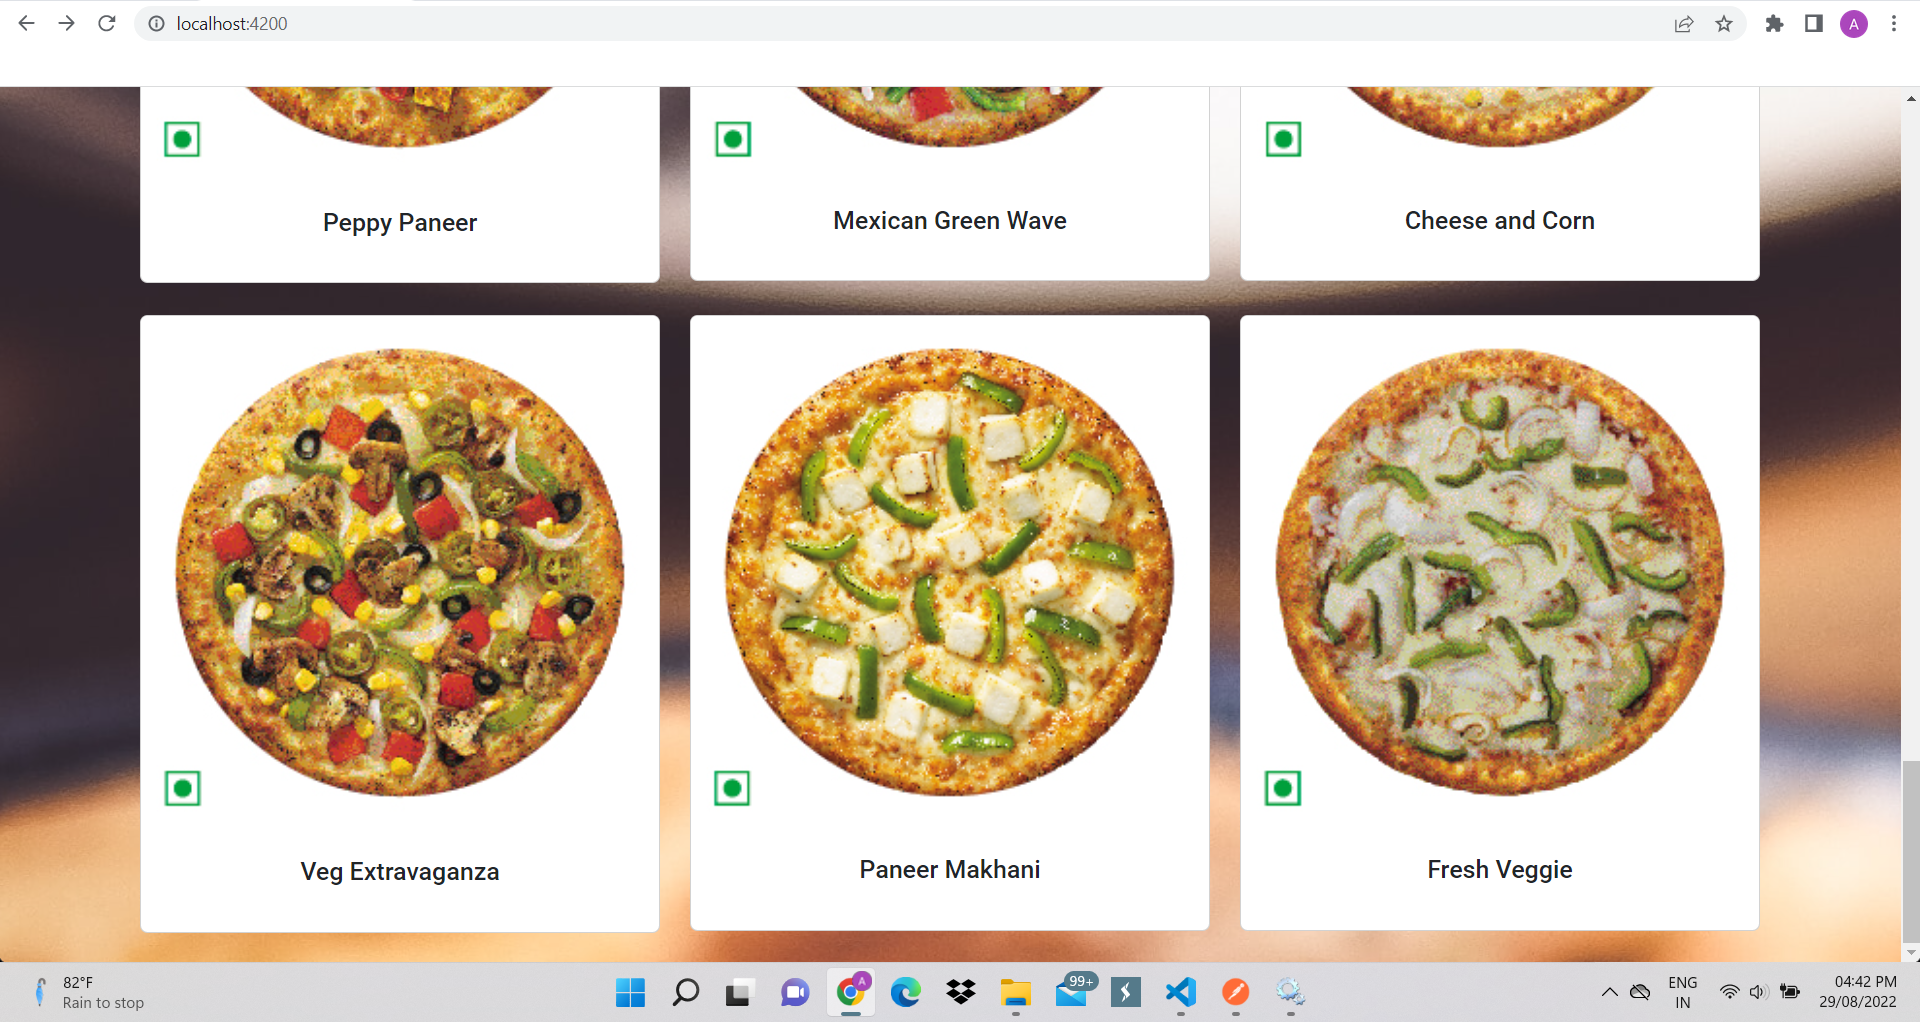 localhost:4200
A
Peppy Paneer
Mexican Green Wave
Cheese and Corn
Veg Extravaganza
Paneer Makhani
Fresh Veggie
82°F
Rain to stop
A
99+
ENG
IN
04:42 PM
29/08/2022